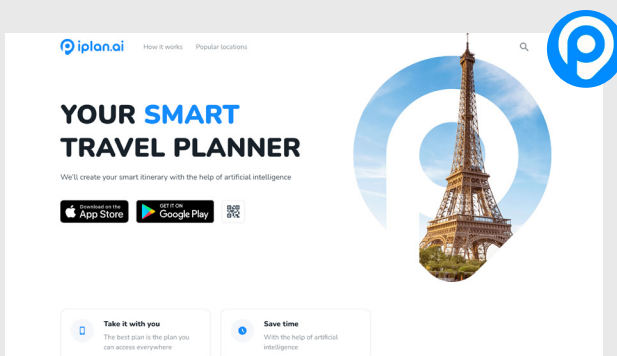 iplan.ai
How it works
Popular locations
YOUR SMART
TRAVEL PLANNER
We'll create your smart itinerary with the help of artificial intelligence
Download on the
App Store
GET IT ON
Google Play
Take it with you
The best plan is the plan you
can access everywhere
Save time
With the help of artificial
intelligence